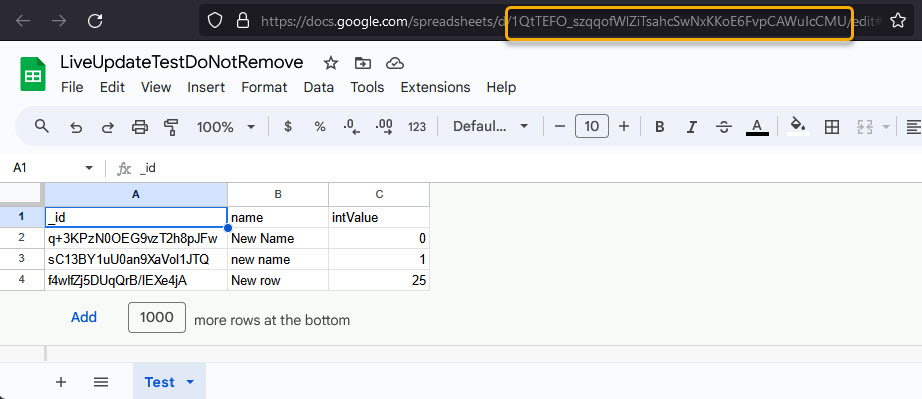 https://docs.google.com/spreadsheets/d/1QtTEFO_szqqofWIZiTsahcSwNxKKoE6FvpCAWuIcCMU/edit#
LiveUpdateTestDoNotRemove
File Edit View Insert Format Data Tools Extensions Help
100% $ % .0 .00 123 Defaul... 10 B I S A
A1 fx _id
A B C
1 _id name intValue
2 q+3KPzN0OEG9vzT2h8pJFw New Name 0
3 sC13BY1uU0an9XaVol1JTQ new name 1
4 f4wlfZj5DUqQrB/IEXe4jA New row 25
Add 1000 more rows at the bottom
Test